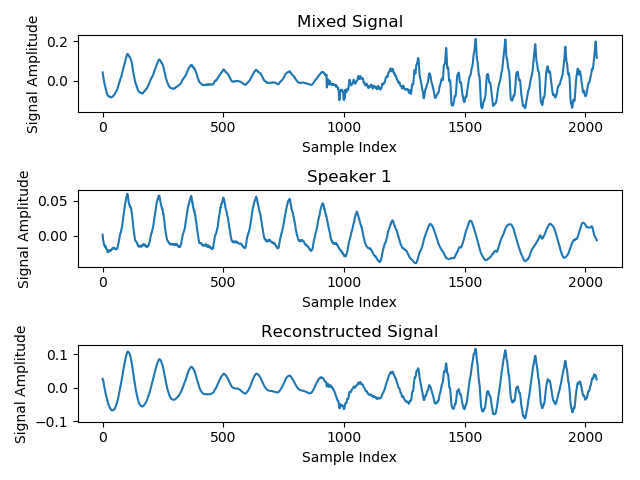 Mixed Signal
Signal Amplitude
0.2
0.0
0 500 1000 1500 2000
Sample Index
Speaker 1
Signal Amplitude
0.05
0.00
0 500 1000 1500 2000
Sample Index
Reconstructed Signal
Signal Amplitude
0.1
0.0
−0.1
0 500 1000 1500 2000
Sample Index